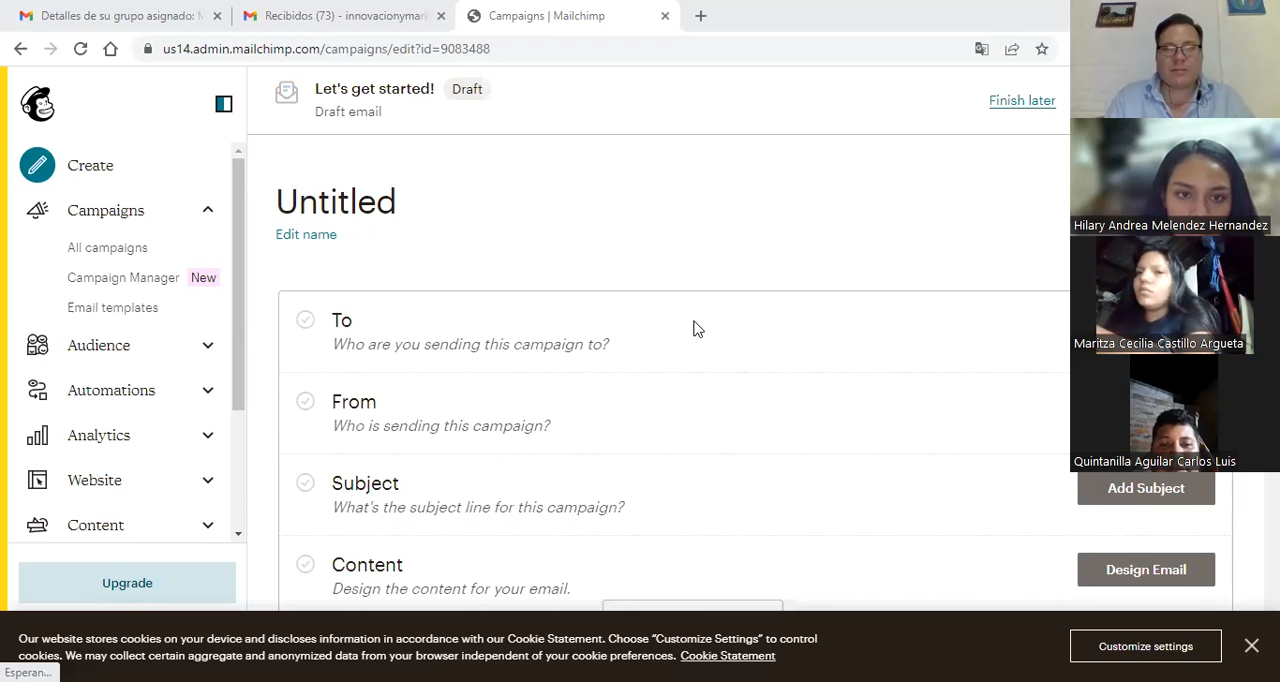 Detalles de su grupo asignado: M
Recibidos (73) - innovacionymark
Campaigns | Mailchimp
us14.admin.mailchimp.com/campaigns/edit?id=9083488
Let's get started!
Draft
Draft email
Finish later
Create
Campaigns
All campaigns
Campaign Manager
New
Email templates
Audience
Automations
Analytics
Website
Content
Upgrade
Untitled
Edit name
To
Who are you sending this campaign to?
From
Who is sending this campaign?
Subject
What's the subject line for this campaign?
Add Subject
Content
Design the content for your email.
Design Email
Hilary Andrea Melendez Hernandez
Maritza Cecilia Castillo Argueta
Quintanilla Aguilar Carlos Luis
Our website stores cookies on your device and discloses information in accordance with our Cookie Statement. Choose “Customize Settings” to control
cookies. We may collect certain aggregate and anonymized data from your browser independent of your cookie preferences. Cookie Statement
Customize settings
Esperan...